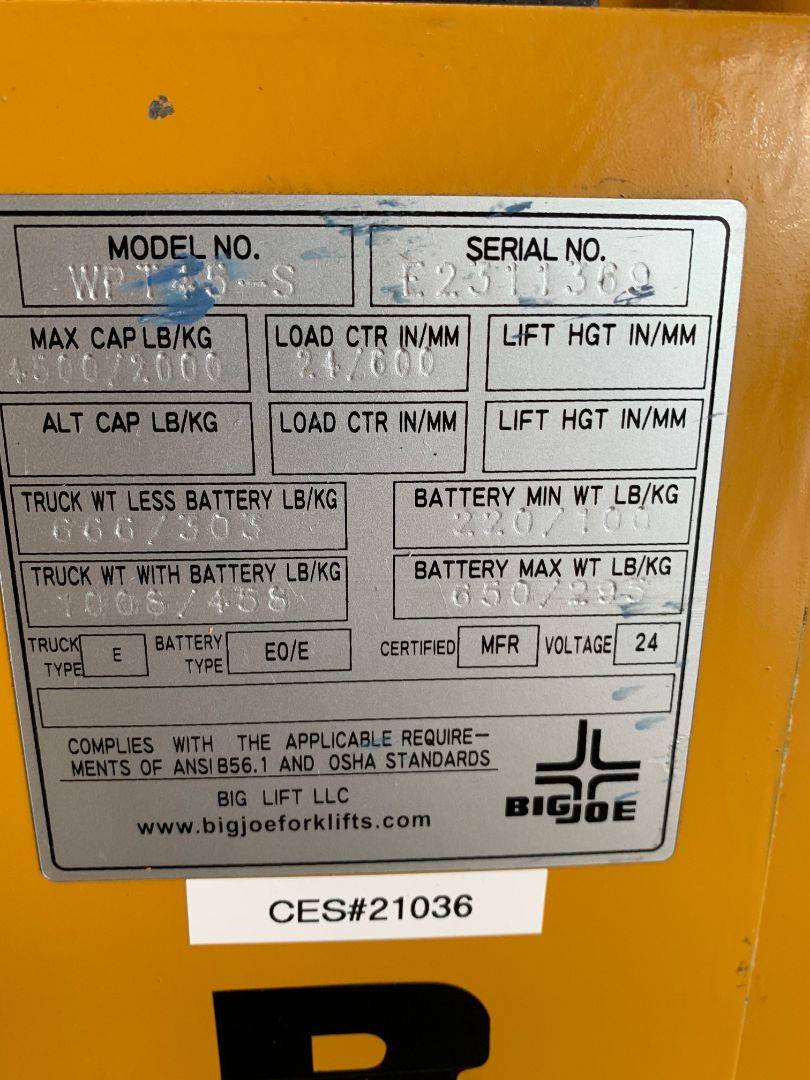 MODEL NO. SERIAL NO.
WPT45-S E2311369
MAX CAP LB/KG LOAD CTR IN/MM LIFT HGT IN/MM
4500/2000 24/600
ALT CAP LB/KG LOAD CTR IN/MM LIFT HGT IN/MM
TRUCK WT LESS BATTERY LB/KG BATTERY MIN WT LB/KG
666/303 220/100
TRUCK WT WITH BATTERY LB/KG BATTERY MAX WT LB/KG
1008/458 650/295
TRUCK TYPE E BATTERY TYPE EO/E CERTIFIED MFR VOLTAGE 24
COMPLIES WITH THE APPLICABLE REQUIRE-
MENTS OF ANSI B56.1 AND OSHA STANDARDS
BIG LIFT LLC
www.bigjoeforklifts.com
BIG JOE
CES#21036